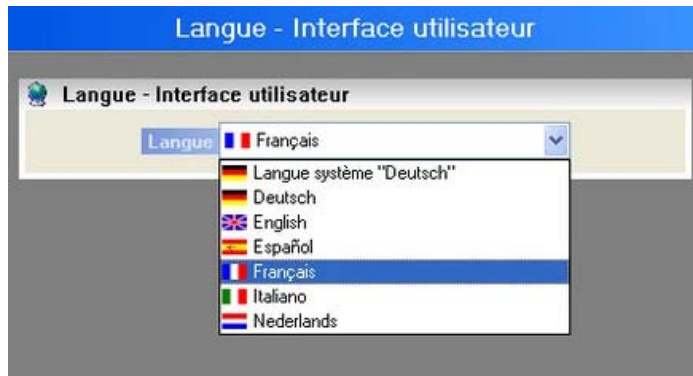 Langue - Interface utilisateur
Langue - Interface utilisateur
Langue Français
Langue système "Deutsch"
Deutsch
English
Español
Français
Italiano
Nederlands